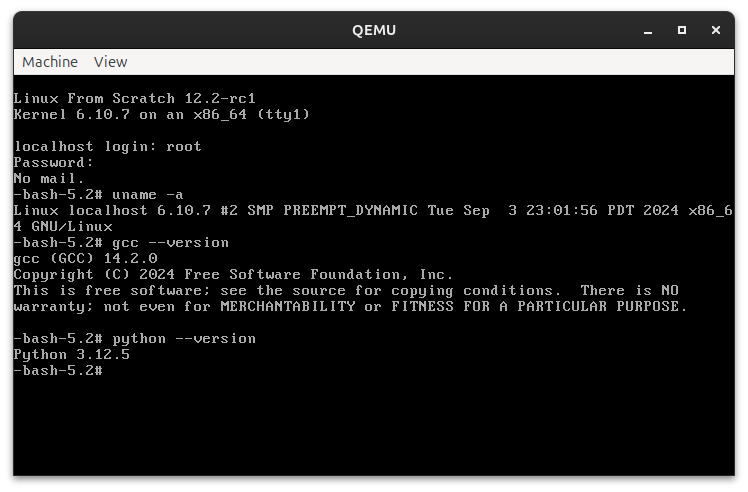 QEMU
Machine View
Linux From Scratch 12.2-rc1
Kernel 6.10.7 on an x86_64 (tty1)
localhost login: root
Password:
No mail.
-bash-5.2# uname -a
Linux localhost 6.10.7 #2 SMP PREEMPT_DYNAMIC Tue Sep  3 23:01:56 PDT 2024 x86_6
4 GNU/Linux
-bash-5.2# gcc --version
gcc (GCC) 14.2.0
Copyright (C) 2024 Free Software Foundation, Inc.
This is free software; see the source for copying conditions.  There is NO
warranty; not even for MERCHANTABILITY or FITNESS FOR A PARTICULAR PURPOSE.
-bash-5.2# python --version
Python 3.12.5
-bash-5.2#